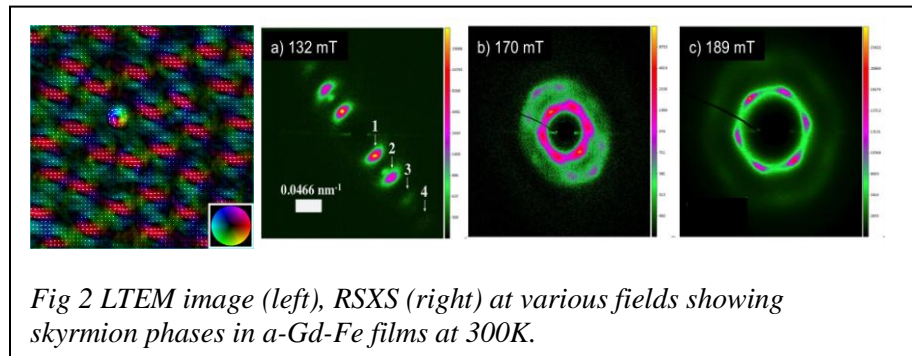 a) 132 mT
b) 170 mT
c) 189 mT
1
2
3
4
0.0466 nm⁻¹
Fig 2 LTEM image (left), RSXS (right) at various fields showing
skyrmion phases in a-Gd-Fe films at 300K.